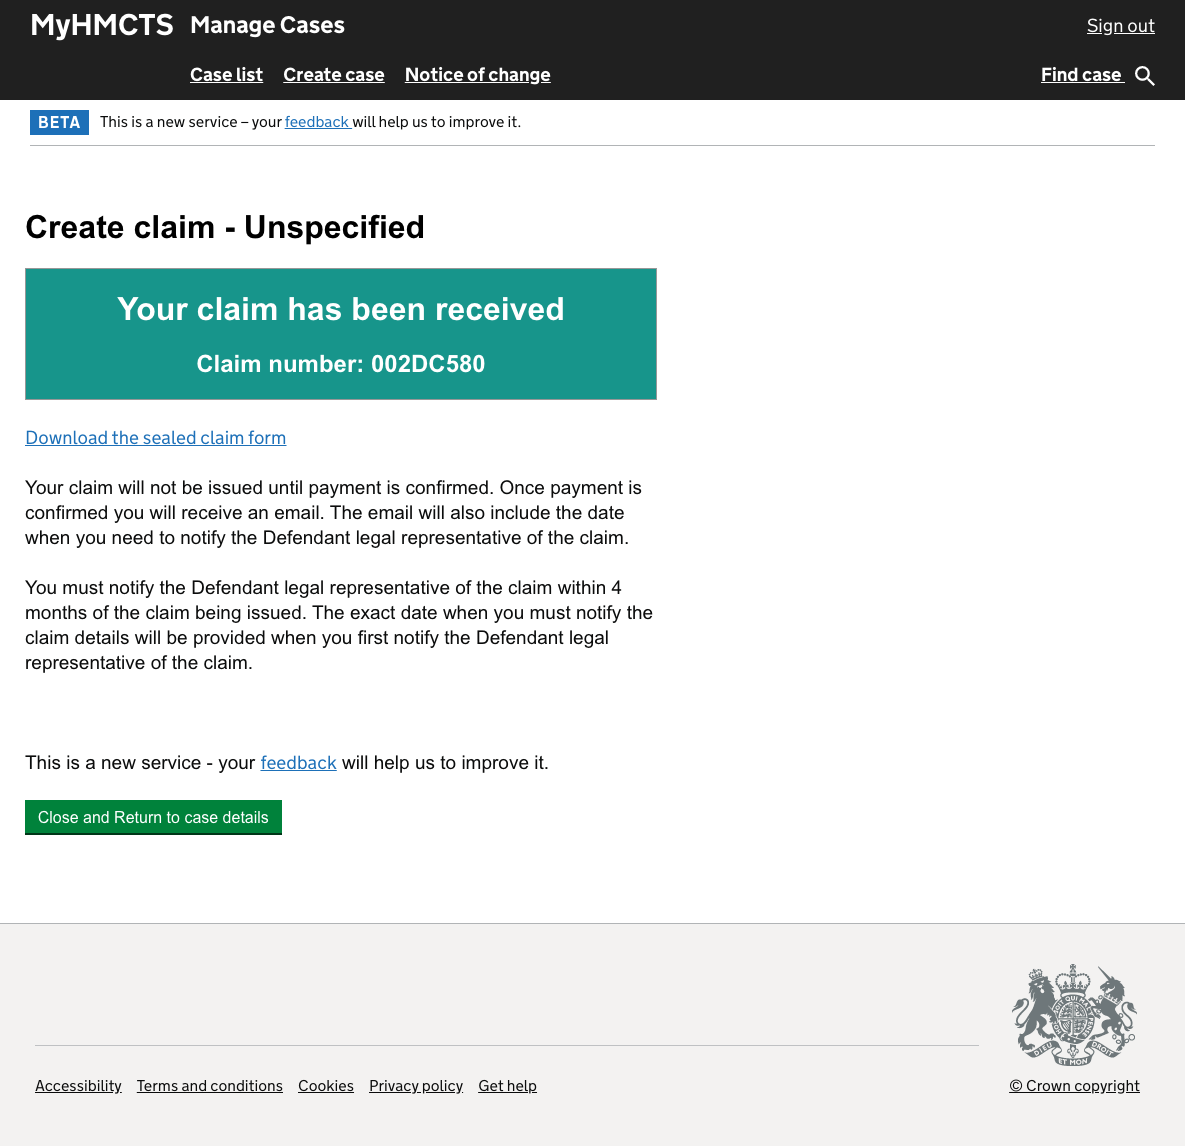 MyHMCTS Manage Cases Sign out
Case list Create case Notice of change Find case
BETA This is a new service – your feedback will help us to improve it.
Create claim - Unspecified
Your claim has been received
Claim number: 002DC580
Download the sealed claim form
Your claim will not be issued until payment is confirmed. Once payment is
confirmed you will receive an email. The email will also include the date
when you need to notify the Defendant legal representative of the claim.
You must notify the Defendant legal representative of the claim within 4
months of the claim being issued. The exact date when you must notify the
claim details will be provided when you first notify the Defendant legal
representative of the claim.
This is a new service - your feedback will help us to improve it.
Close and Return to case details
DIEU ET MON DROIT
Accessibility Terms and conditions Cookies Privacy policy Get help © Crown copyright